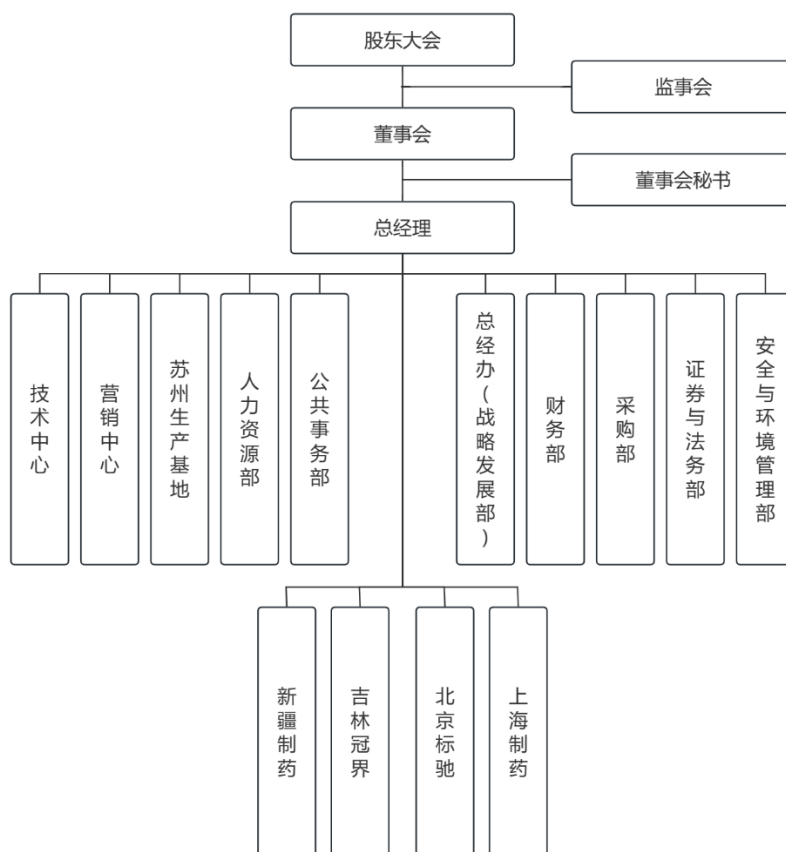 股东大会
监事会
董事会
董事会秘书
总经理
技术中心
营销中心
苏州生产基地
人力资源部
公共事务部
总经办(战略发展部)
财务部
采购部
证券与法务部
安全与环境管理部
新疆制药
吉林冠界
北京标驰
上海制药